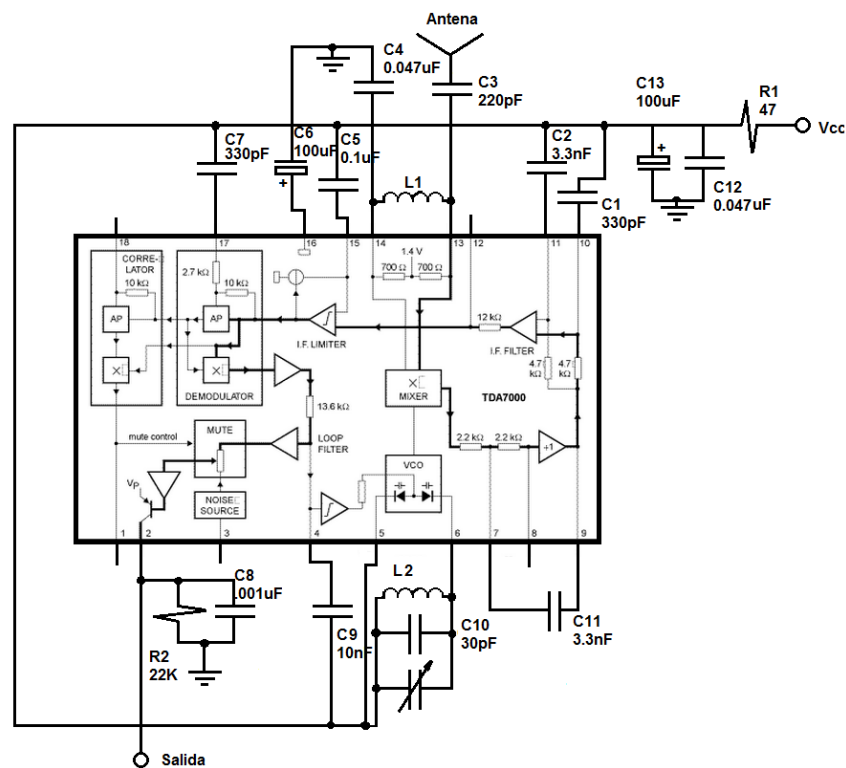 Antena
C4
0.047uF
C3
220pF
C13
100uF
R1
47
Vcc
C7
330pF
C6
100uF
+
C5
0.1uF
L1
C2
3.3nF
C1
330pF
+
C12
0.047uF
18
17
16
15
14
13
12
11
10
CORRE-
LATOR
10 kΩ
2.7 kΩ
10 kΩ
1.4 V
700 Ω
700 Ω
AP
AP
I.F. LIMITER
12 kΩ
I.F. FILTER
4.7
kΩ
4.7
kΩ
X
X
DEMODULATOR
X
MIXER
TDA7000
13.6 kΩ
MUTE
mute control
LOOP
FILTER
2.2 kΩ
2.2 kΩ
+1
VCO
VP
NOISE
SOURCE
1
2
3
4
5
6
7
8
9
C8
.001uF
R2
22K
C9
10nF
L2
C10
30pF
C11
3.3nF
Salida